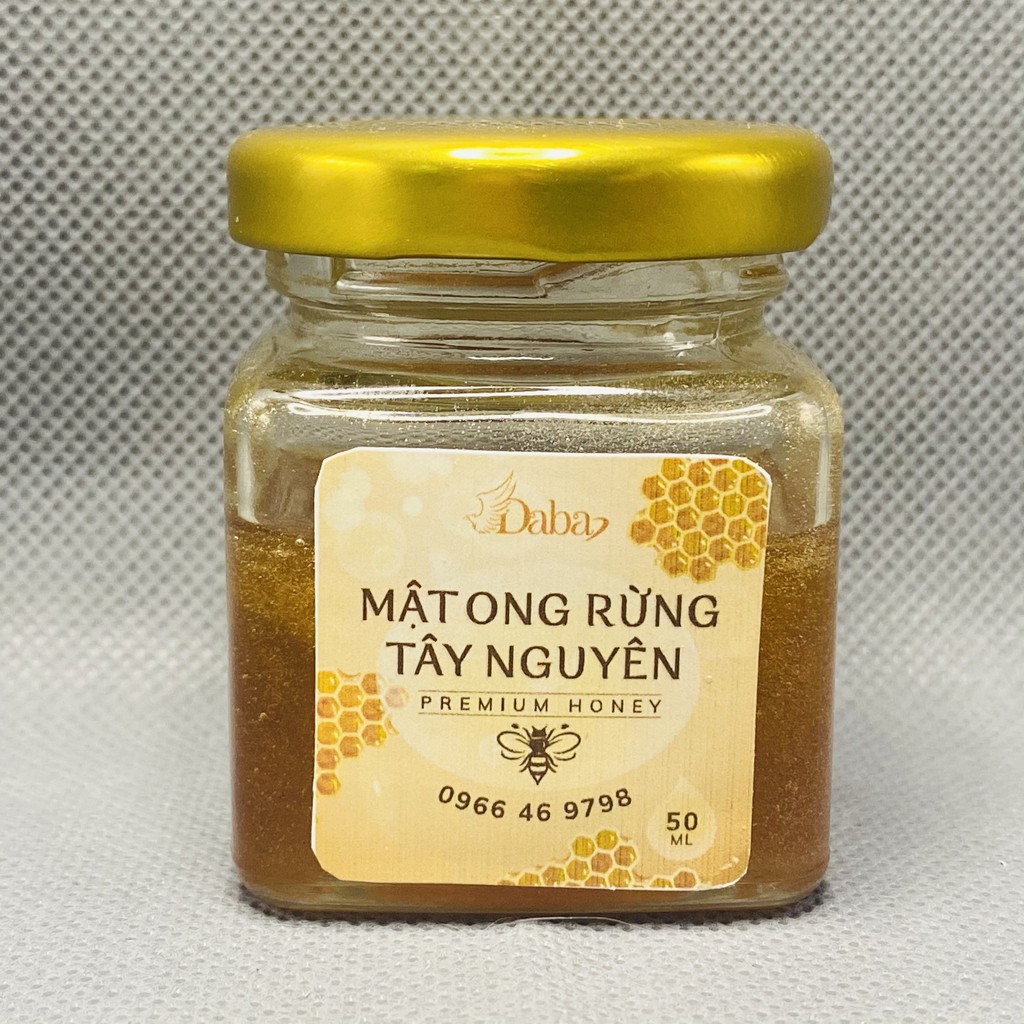 Daba
MẬT ONG RỪNG
TÂY NGUYÊN
PREMIUM HONEY
0966 46 9798
50
ML